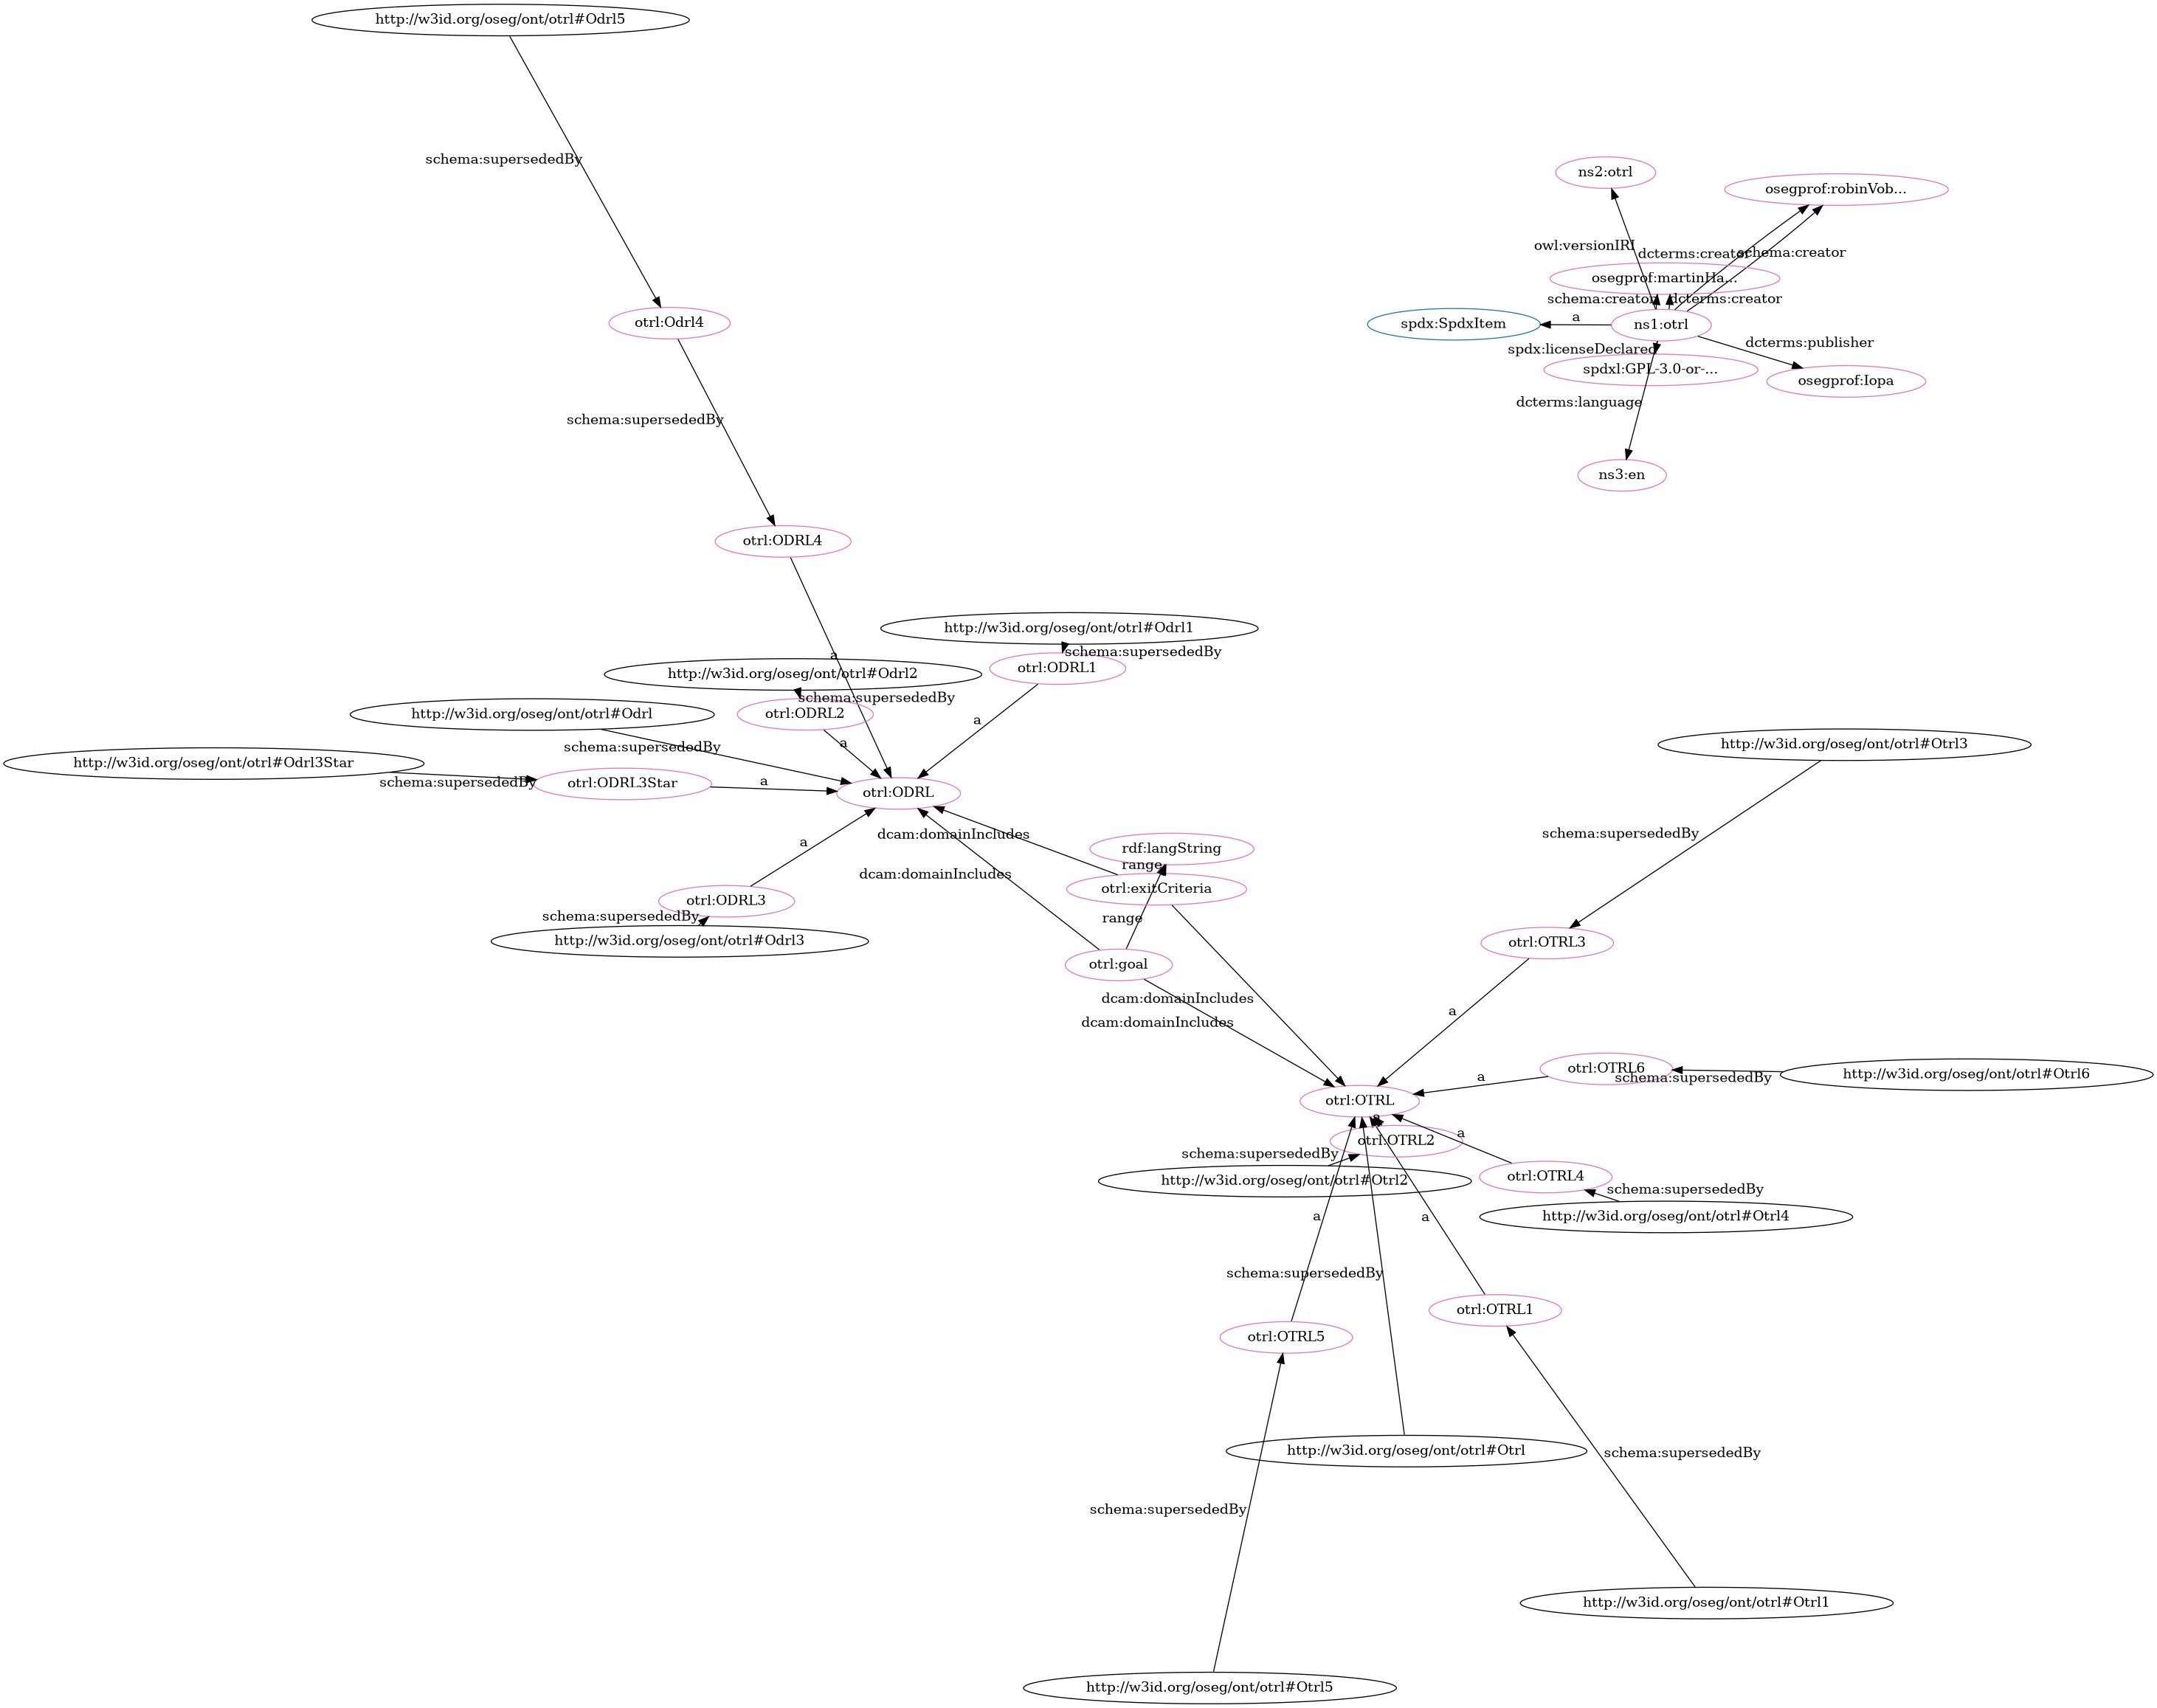 http://w3id.org/oseg/ont/otrl#Odrl5
schema:supersededBy
ns2:otrl
osegprof:robinVob...
owl:versionIRI
dcterms:creator
schema:creator
osegprof:martinHa...
schema:creator
dcterms:creator
otrl:Odrl4
spdx:SpdxItem
a
ns1:otrl
spdx:licenseDeclared
dcterms:publisher
spdxl:GPL-3.0-or-...
osegprof:Iopa
dcterms:language
schema:supersededBy
ns3:en
otrl:ODRL4
http://w3id.org/oseg/ont/otrl#Odrl1
schema:supersededBy
a
http://w3id.org/oseg/ont/otrl#Odrl2
otrl:ODRL1
schema:supersededBy
http://w3id.org/oseg/ont/otrl#Odrl
otrl:ODRL2
a
a
schema:supersededBy
http://w3id.org/oseg/ont/otrl#Otrl3
http://w3id.org/oseg/ont/otrl#Odrl3Star
schema:supersededBy
otrl:ODRL3Star
a
otrl:ODRL
dcam:domainIncludes
schema:supersededBy
a
rdf:langString
range
dcam:domainIncludes
otrl:exitCriteria
otrl:ODRL3
schema:supersededBy
range
http://w3id.org/oseg/ont/otrl#Odrl3
otrl:OTRL3
otrl:goal
dcam:domainIncludes
a
dcam:domainIncludes
otrl:OTRL6
a
schema:supersededBy
http://w3id.org/oseg/ont/otrl#Otrl6
otrl:OTRL
a
otrl:OTRL2
a
schema:supersededBy
http://w3id.org/oseg/ont/otrl#Otrl2
otrl:OTRL4
schema:supersededBy
http://w3id.org/oseg/ont/otrl#Otrl4
a
a
schema:supersededBy
otrl:OTRL1
otrl:OTRL5
http://w3id.org/oseg/ont/otrl#Otrl
schema:supersededBy
schema:supersededBy
http://w3id.org/oseg/ont/otrl#Otrl1
http://w3id.org/oseg/ont/otrl#Otrl5